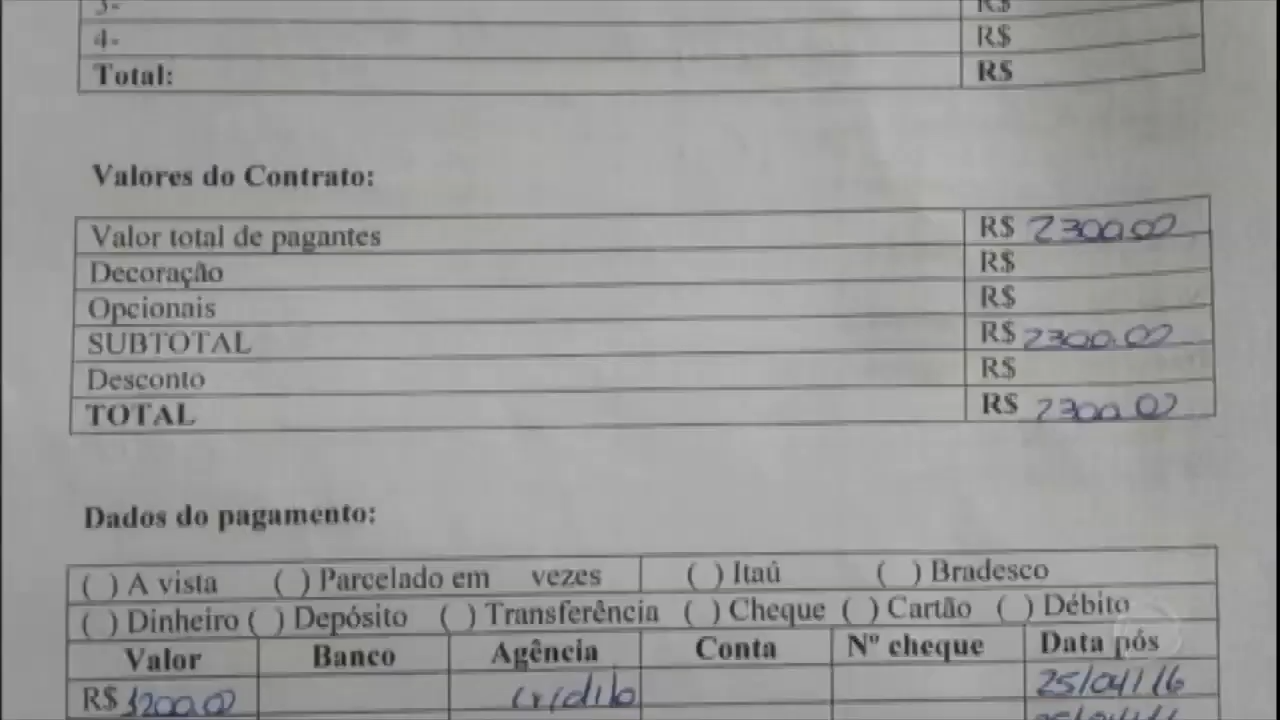 3- R$
4- R$
Total: R$
Valores do Contrato:
Valor total de pagantes R$ 2300.00
Decoração R$
Opcionais R$
SUBTOTAL R$ 2300.00
Desconto R$
TOTAL R$ 2300.00
Dados do pagamento:
( ) A vista ( ) Parcelado em vezes ( ) Itaú ( ) Bradesco
( ) Dinheiro ( ) Depósito ( ) Transferência ( ) Cheque ( ) Cartão ( ) Débito
Valor Banco Agência Conta Nº cheque Data pós
R$ 1200.00 25/04/16